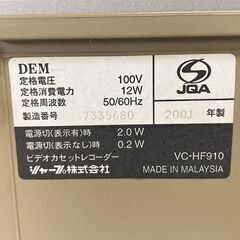 DEM
定格電圧 100V
定格消費電力 12W
定格周波数 50/60Hz
製造番号 7335680 2001 年製
JQA
電源切(表示有)時 2.0 W
電源切(表示なし)時 0.2 W
ビデオカセットレコーダー VC-HF910
シャープ株式会社 MADE IN MALAYSIA